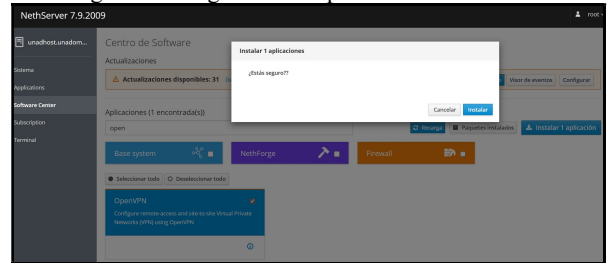 NethServer 7.9.2009
root
unadhost.unadom...
Sistema
Applications
Software Center
Subscription
Terminal
Centro de Software
Actualizaciones
Actualizaciones disponibles: 31
Visor de eventos
Configurar
Instalar 1 aplicaciones
¿Estás seguro??
Cancelar
Instalar
Aplicaciones (1 encontrada(s))
open
Recarga
Paquetes instalados
Instalar 1 aplicación
Base system
NethForge
Firewall
Seleccionar todo
Deseleccionar todo
OpenVPN
Configure remote access and site to site Virtual Private
Networks (VPN) using OpenVPN